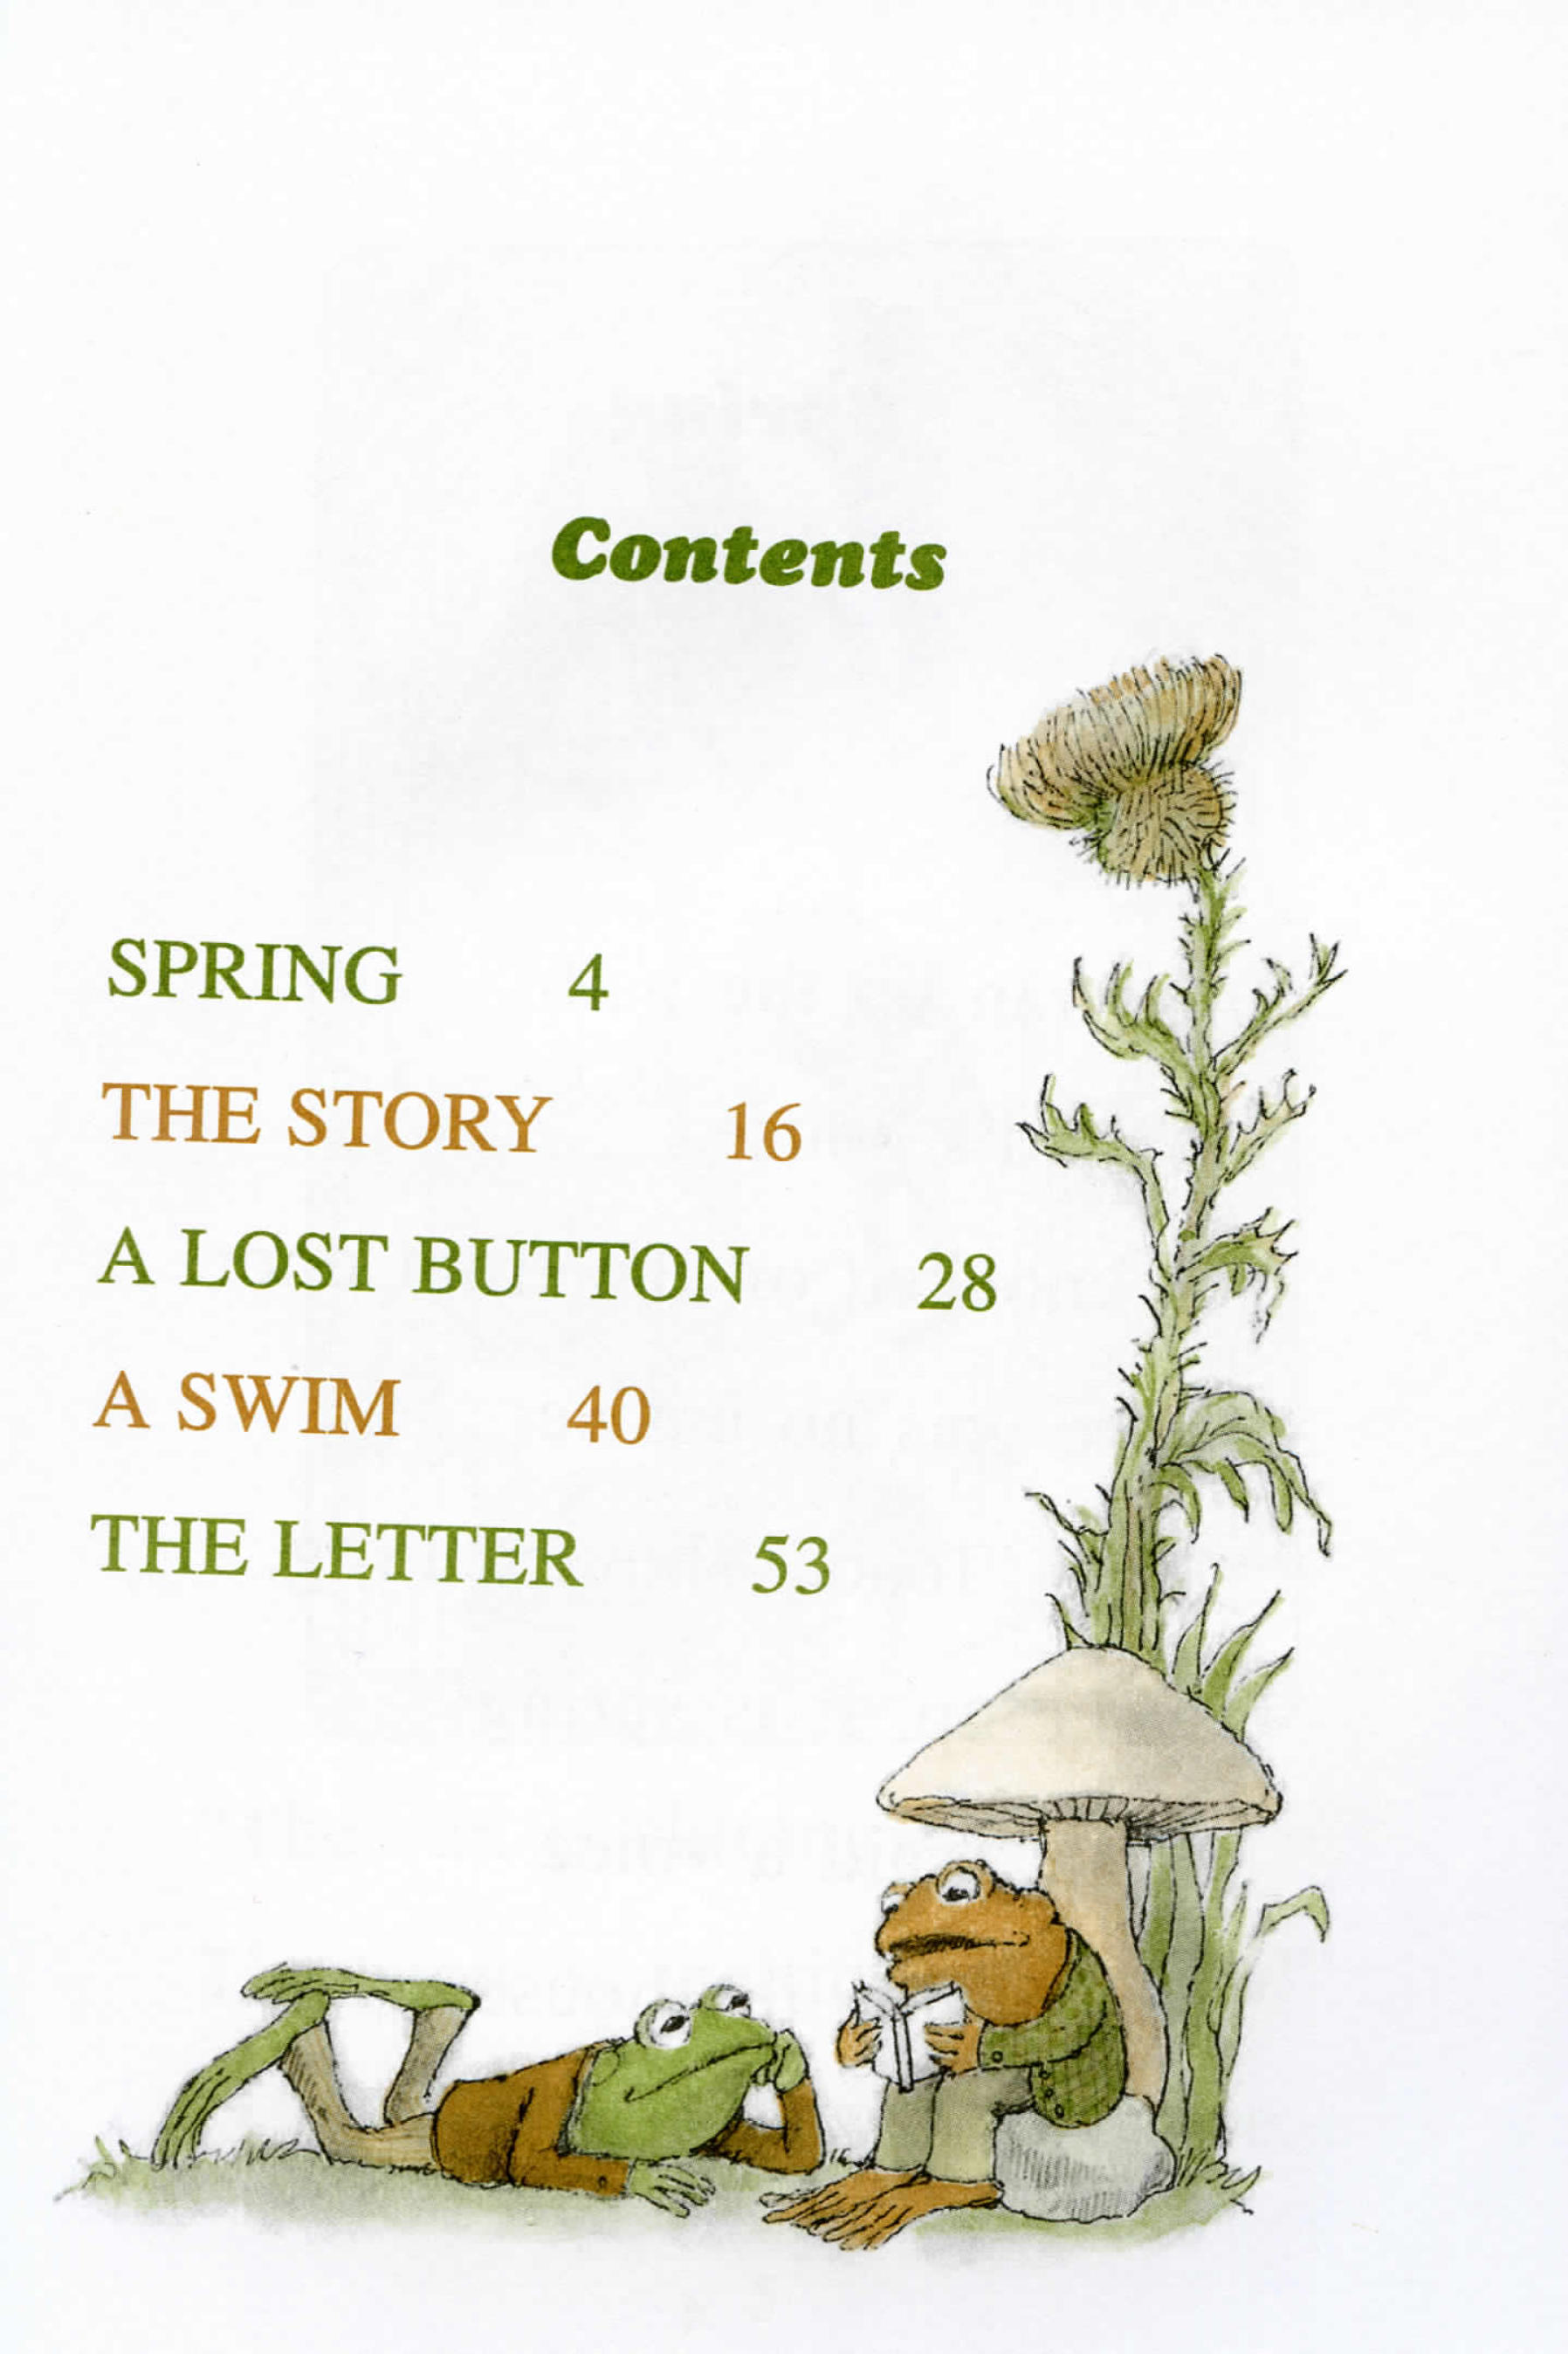 Contents
SPRING 4
THE STORY 16
A LOST BUTTON 28
A SWIM 40
THE LETTER 53